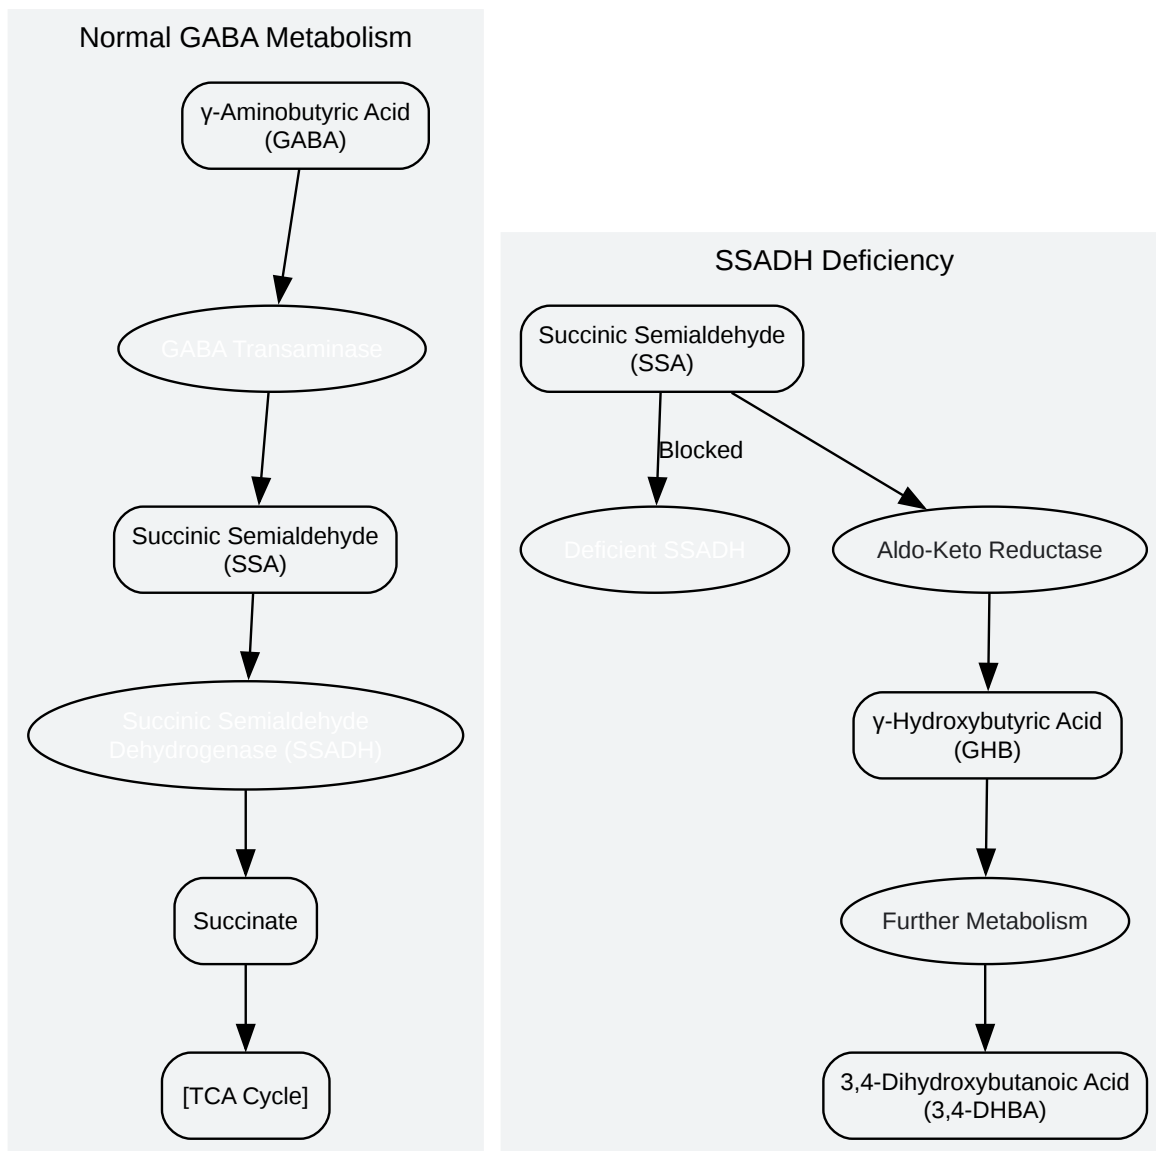 Normal GABA Metabolism
γ-Aminobutyric Acid
(GABA)
GABA Transaminase
Succinic Semialdehyde
(SSA)
Succinic Semialdehyde
Dehydrogenase (SSADH)
Succinate
[TCA Cycle]
SSADH Deficiency
Succinic Semialdehyde
(SSA)
Blocked
Deficient SSADH
Aldo-Keto Reductase
γ-Hydroxybutyric Acid
(GHB)
Further Metabolism
3,4-Dihydroxybutanoic Acid
(3,4-DHBA)